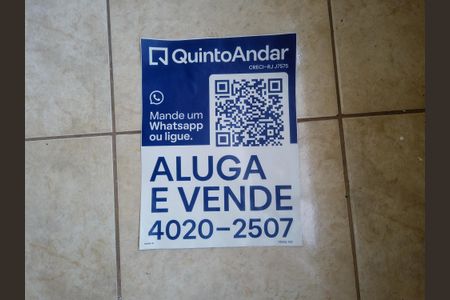 QuintoAndar
CRECI-RJ J7575
Mande um
Whatsapp
ou ligue.
ALUGA
E VENDE
4020-2507